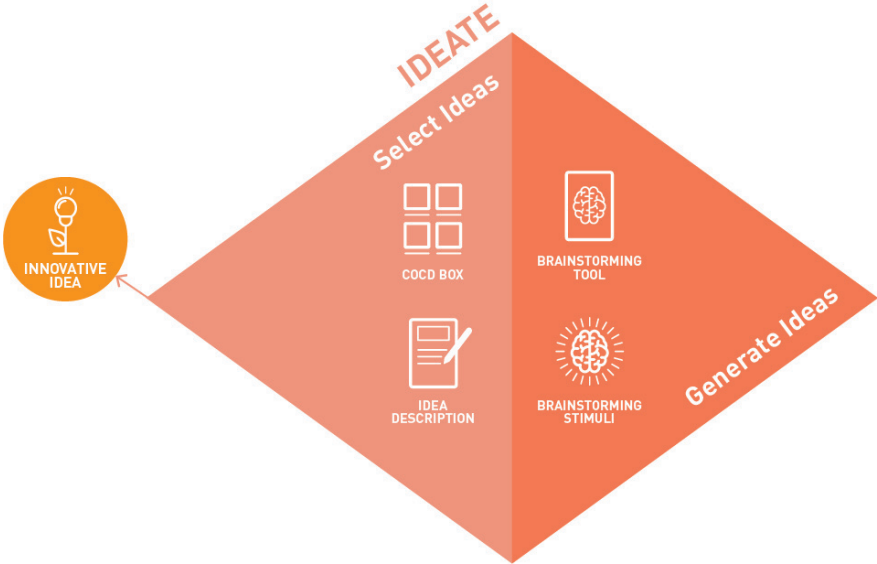 IDEATE
Select Ideas
COCD BOX
BRAINSTORMING
TOOL
INNOVATIVE
IDEA
Generate Ideas
IDEA
DESCRIPTION
BRAINSTORMING
STIMULI